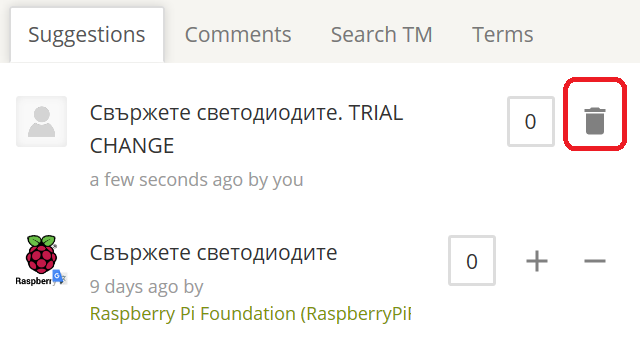 Suggestions Comments Search TM Terms
Свържете светодиодите. TRIAL
CHANGE
0
a few seconds ago by you
Свържете светодиодите
0
9 days ago by
Raspberry Pi Foundation (RaspberryPiF
Raspberry